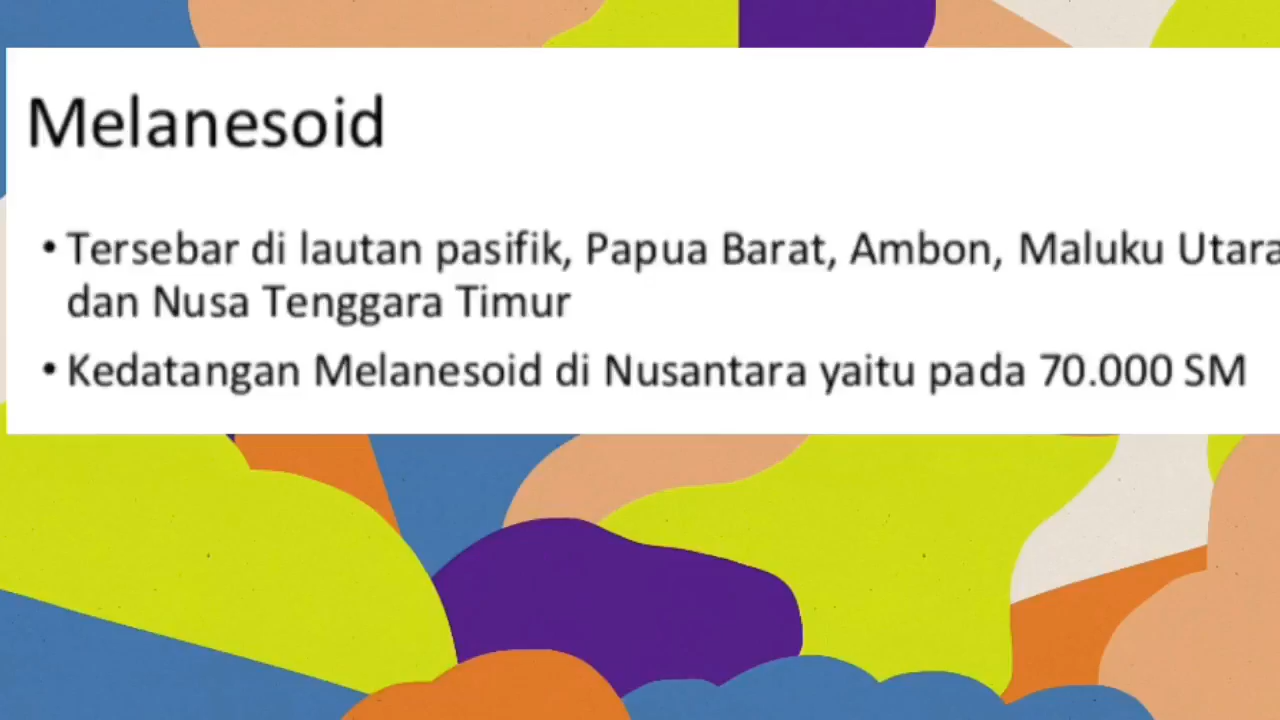 Melanesoid
• Tersebar di lautan pasifik, Papua Barat, Ambon, Maluku Utara
dan Nusa Tenggara Timur
• Kedatangan Melanesoid di Nusantara yaitu pada 70.000 SM